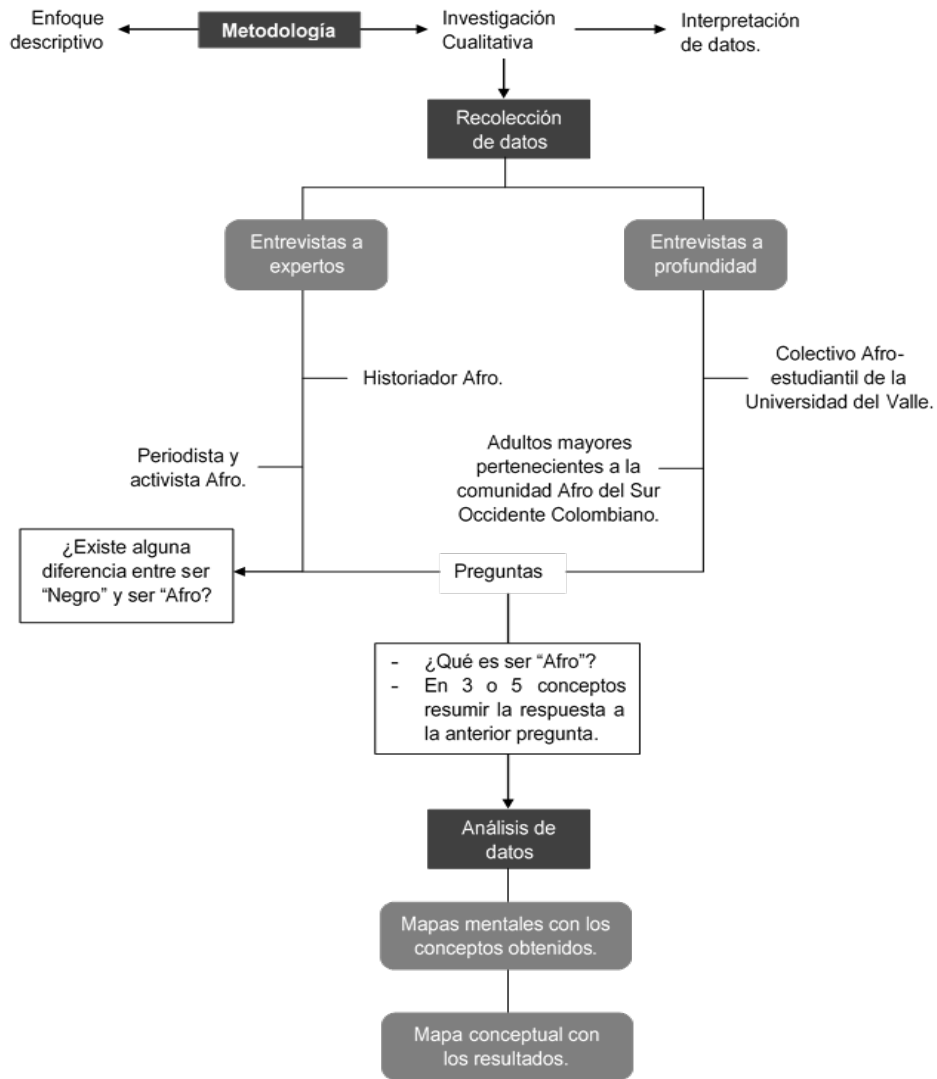 Enfoque
descriptivo
Metodología
Investigación
Cualitativa
Interpretación
de datos.
Recolección
de datos
Entrevistas a
expertos
Entrevistas a
profundidad
Historiador Afro.
Colectivo Afro-
estudiantil de la
Universidad del Valle.
Periodista y
activista Afro.
Adultos mayores
pertenecientes a la
comunidad Afro del Sur
Occidente Colombiano.
¿Existe alguna
diferencia entre ser
“Negro” y ser “Afro?
Preguntas
- ¿Qué es ser “Afro”?
- En 3 o 5 conceptos
resumir la respuesta a
la anterior pregunta.
Análisis de
datos
Mapas mentales con los
conceptos obtenidos.
Mapa conceptual con
los resultados.